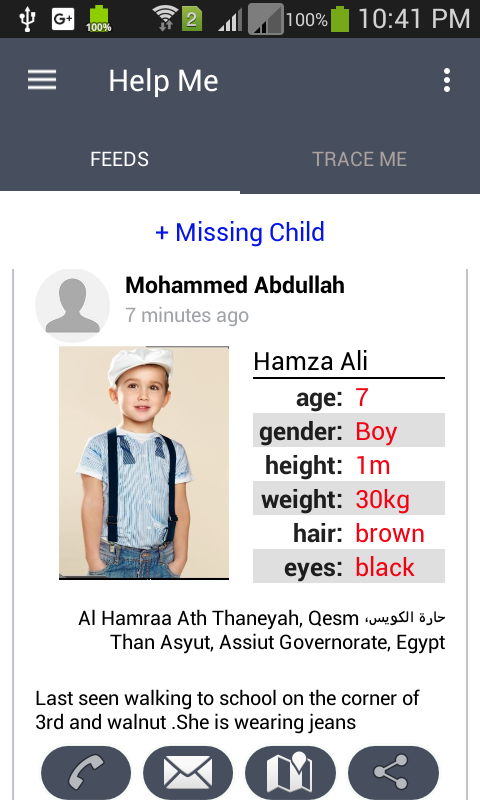 G+ 100% 2 100% 10:41 PM
Help Me
FEEDS TRACE ME
+ Missing Child
Mohammed Abdullah
7 minutes ago
Hamza Ali
age: 7
gender: Boy
height: 1m
weight: 30kg
hair: brown
eyes: black
Al Hamraa Ath Thaneyah, Qesm حارة الكويس،
Than Asyut, Assiut Governorate, Egypt
Last seen walking to school on the corner of
3rd and walnut .She is wearing jeans